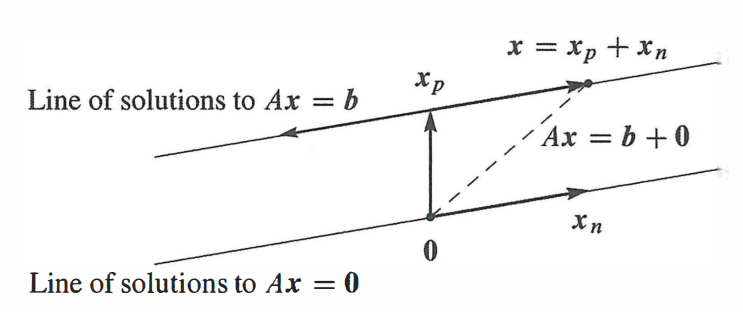 x = xₚ + xₙ
xₚ
Line of solutions to Ax = b
Ax = b + 0
xₙ
0
Line of solutions to Ax = 0